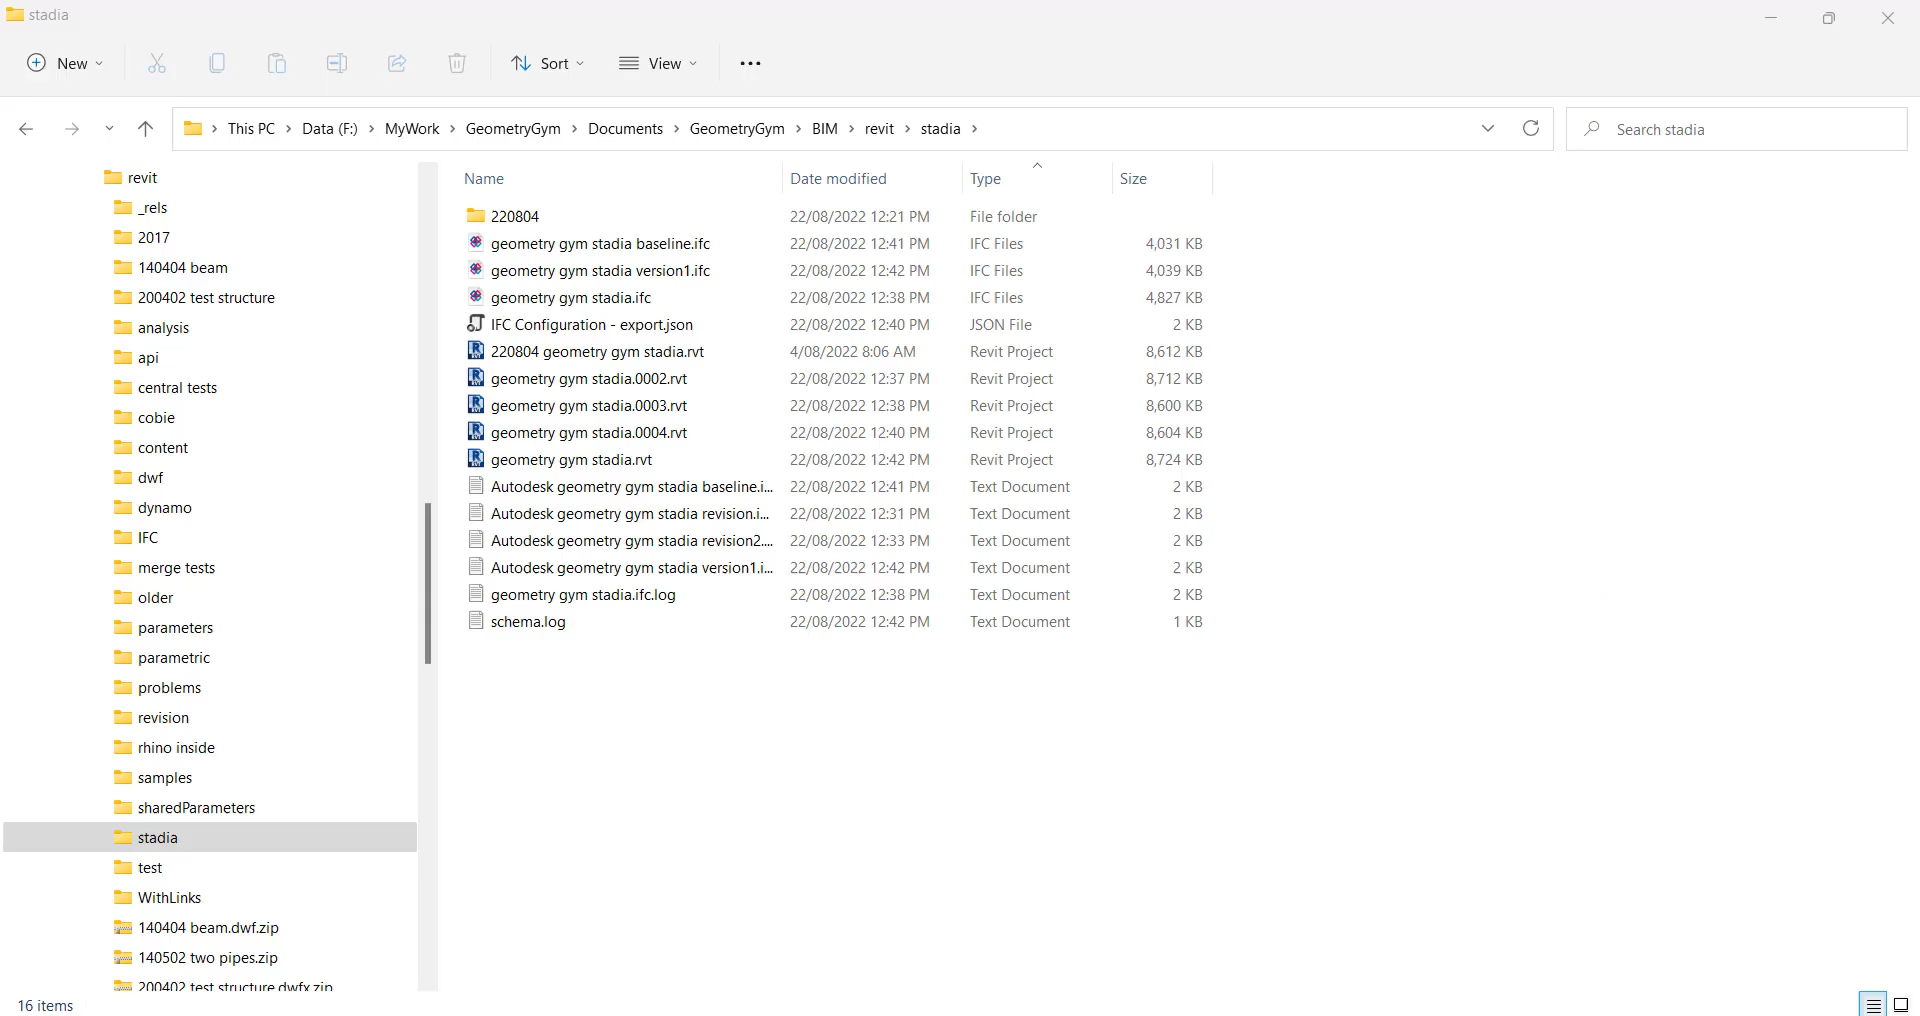 stadia
New
Sort
View
This PC > Data (F:) > MyWork > GeometryGym > Documents > GeometryGym > BIM > revit > stadia >
Search stadia
revit
_rels
2017
140404 beam
200402 test structure
analysis
api
central tests
cobie
content
dwf
dynamo
IFC
merge tests
older
parameters
parametric
problems
revision
rhino inside
samples
sharedParameters
stadia
test
WithLinks
140404 beam.dwf.zip
140502 two pipes.zip
200402 test structure.dwfx.zip
Name Date modified Type Size
220804 22/08/2022 12:21 PM File folder
geometry gym stadia baseline.ifc 22/08/2022 12:41 PM IFC Files 4,031 KB
geometry gym stadia version1.ifc 22/08/2022 12:42 PM IFC Files 4,039 KB
geometry gym stadia.ifc 22/08/2022 12:38 PM IFC Files 4,827 KB
IFC Configuration - export.json 22/08/2022 12:40 PM JSON File 2 KB
220804 geometry gym stadia.rvt 4/08/2022 8:06 AM Revit Project 8,612 KB
geometry gym stadia.0002.rvt 22/08/2022 12:37 PM Revit Project 8,712 KB
geometry gym stadia.0003.rvt 22/08/2022 12:38 PM Revit Project 8,600 KB
geometry gym stadia.0004.rvt 22/08/2022 12:40 PM Revit Project 8,604 KB
geometry gym stadia.rvt 22/08/2022 12:42 PM Revit Project 8,724 KB
Autodesk geometry gym stadia baseline.i... 22/08/2022 12:41 PM Text Document 2 KB
Autodesk geometry gym stadia revision.i... 22/08/2022 12:31 PM Text Document 2 KB
Autodesk geometry gym stadia revision2.... 22/08/2022 12:33 PM Text Document 2 KB
Autodesk geometry gym stadia version1.i... 22/08/2022 12:42 PM Text Document 2 KB
geometry gym stadia.ifc.log 22/08/2022 12:38 PM Text Document 2 KB
schema.log 22/08/2022 12:42 PM Text Document 1 KB
16 items